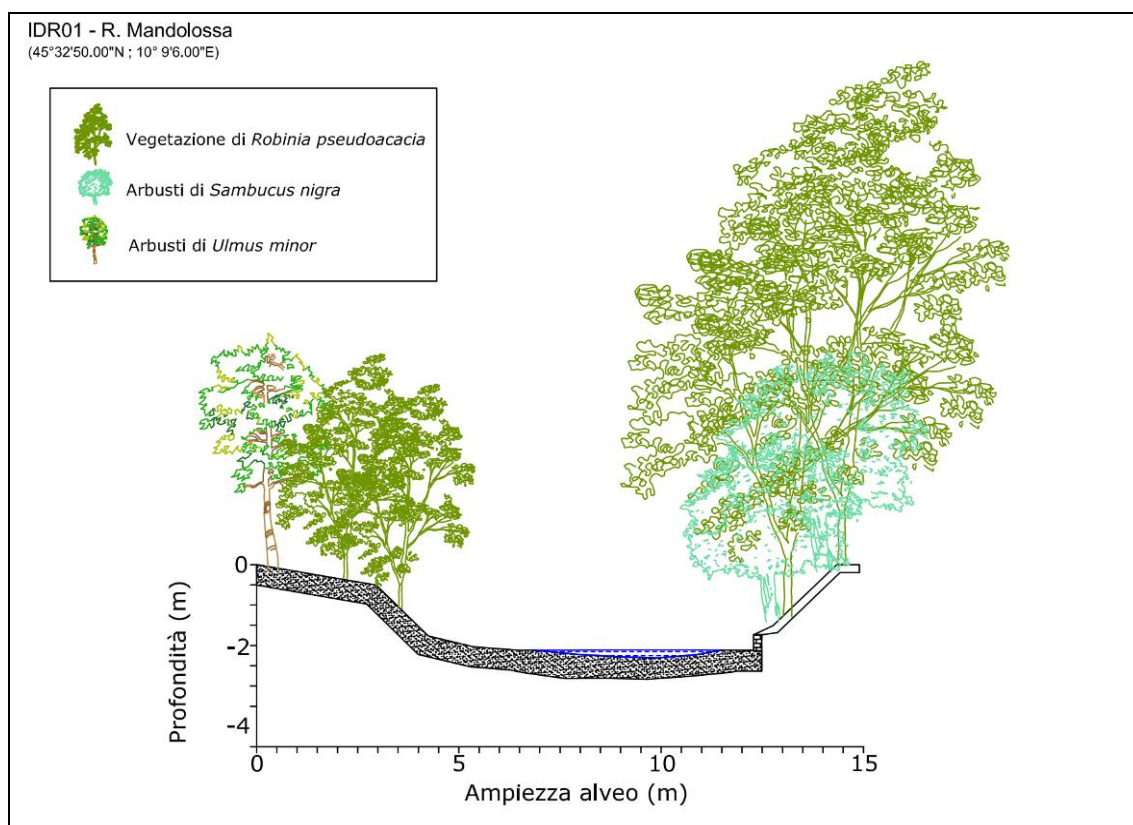 IDR01 - R. Mandolossa
(45°32'50.00"N ; 10° 9'6.00"E)
Vegetazione di Robinia pseudoacacia
Arbusti di Sambucus nigra
Arbusti di Ulmus minor
Profondità (m)
0
-2
-4
0
5
10
15
Ampiezza alveo (m)